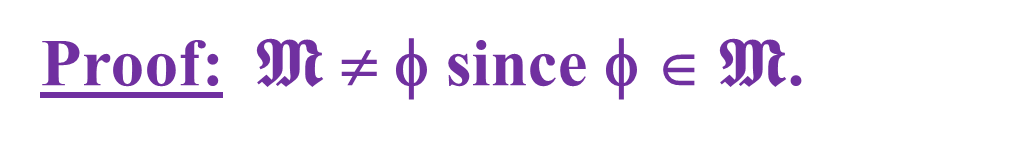 Proof: 𝔐 ≠ ϕ since ϕ ∈ 𝔐.